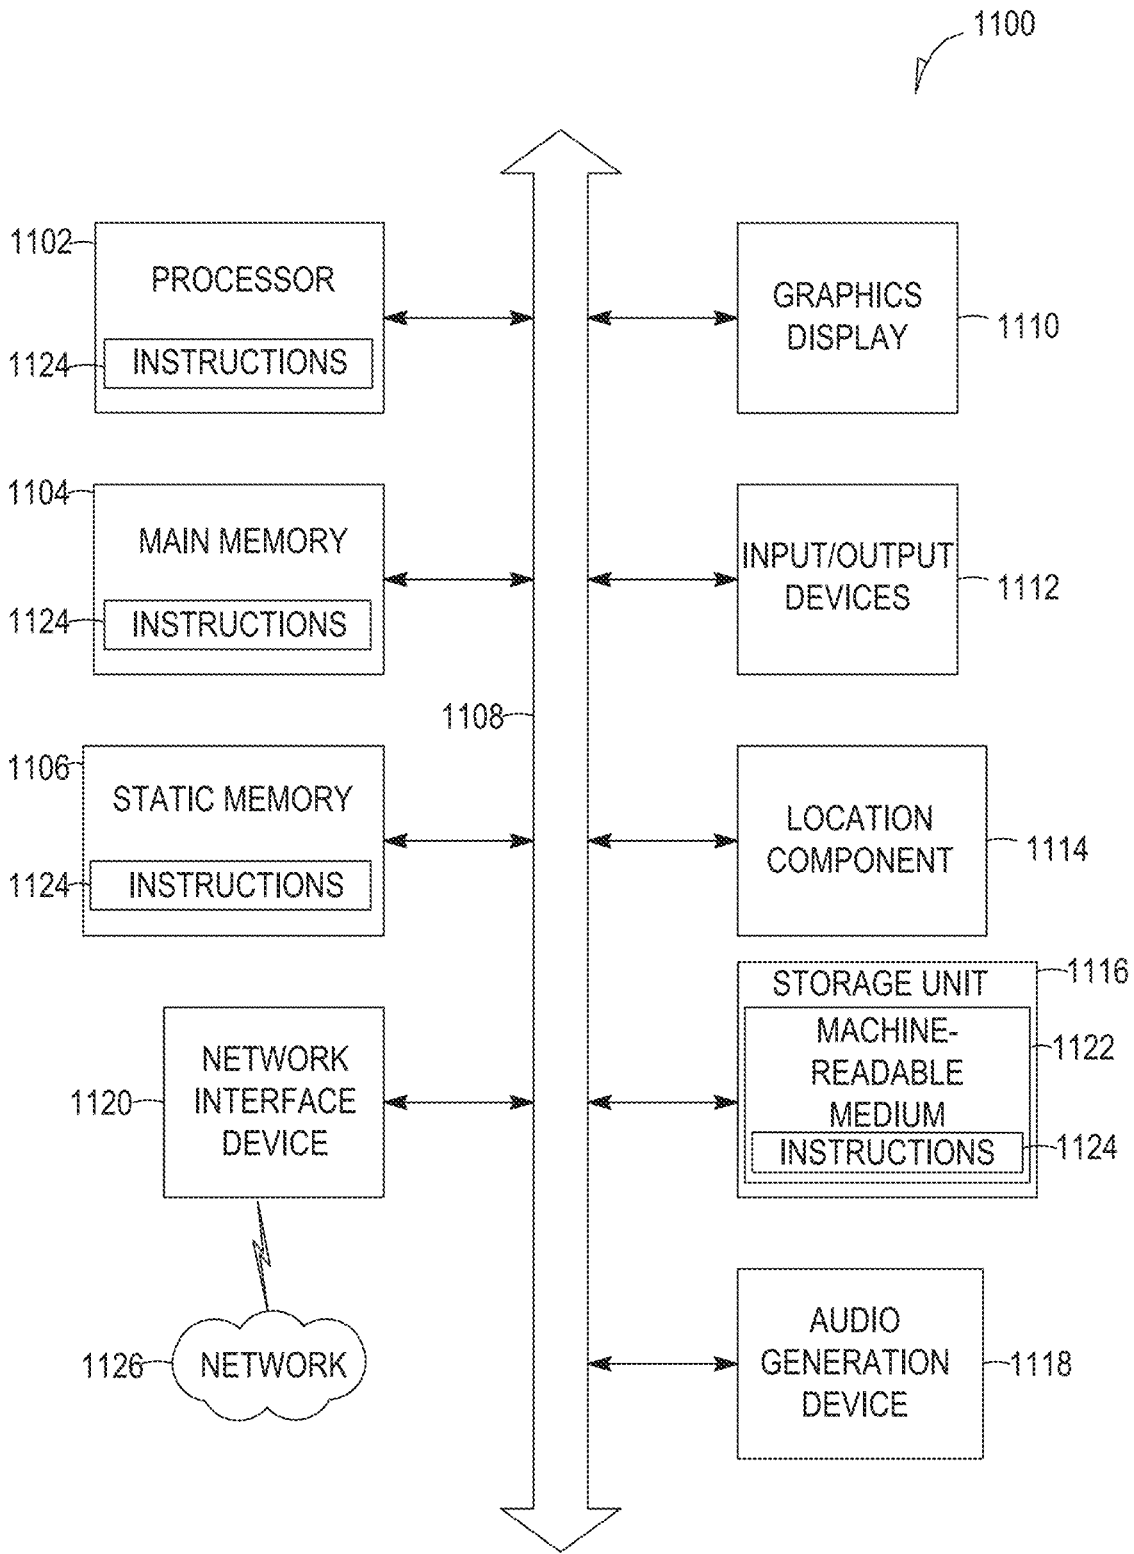 1100
1102
PROCESSOR
1124
INSTRUCTIONS
1104
MAIN MEMORY
1124
INSTRUCTIONS
1106
STATIC MEMORY
1124
INSTRUCTIONS
1120
NETWORK
INTERFACE
DEVICE
1126
NETWORK
1108
GRAPHICS
DISPLAY
1110
INPUT/OUTPUT
DEVICES
1112
LOCATION
COMPONENT
1114
STORAGE UNIT
1116
MACHINE-
READABLE
MEDIUM
1122
INSTRUCTIONS
1124
AUDIO
GENERATION
DEVICE
1118